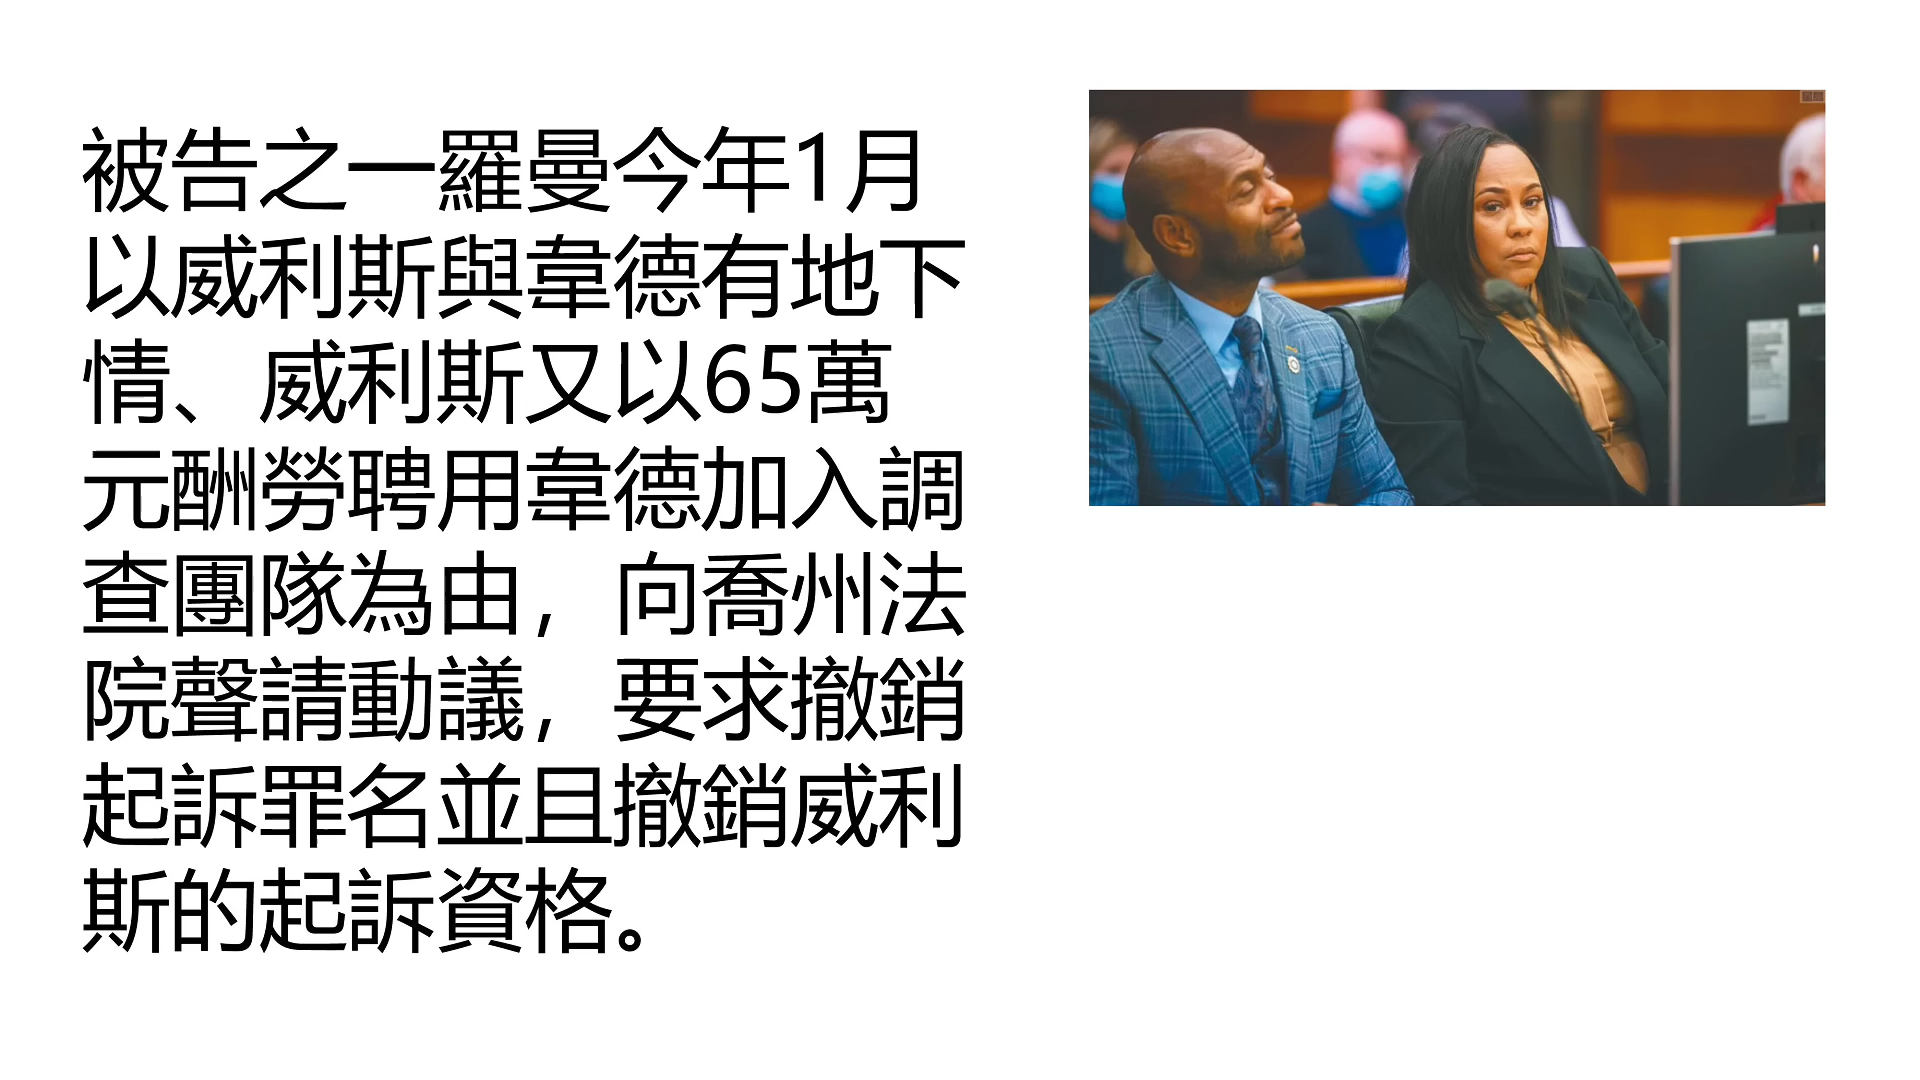 被告之一羅曼今年1月
以威利斯與韋德有地下
情、威利斯又以65萬
元酬勞聘用韋德加入調
查團隊為由，向喬州法
院聲請動議，要求撤銷
起訴罪名並且撤銷威利
斯的起訴資格。